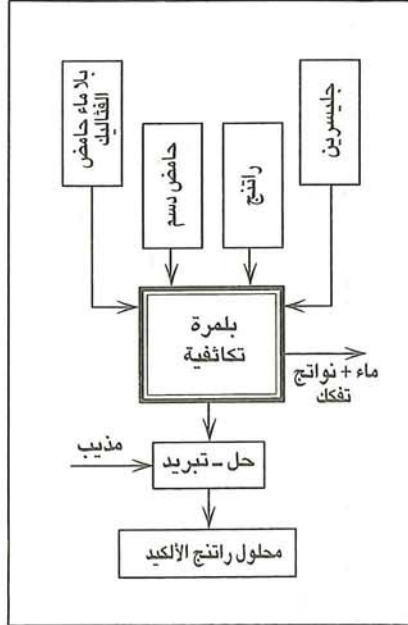 جليسرين
راتنج
حامض دسم
بلا ماء حامض
الفثاليك
بلمرة
تكاثفية
ماء + نواتج
تفكك
مذيب
حل - تبريد
محلول راتنج الألكيد